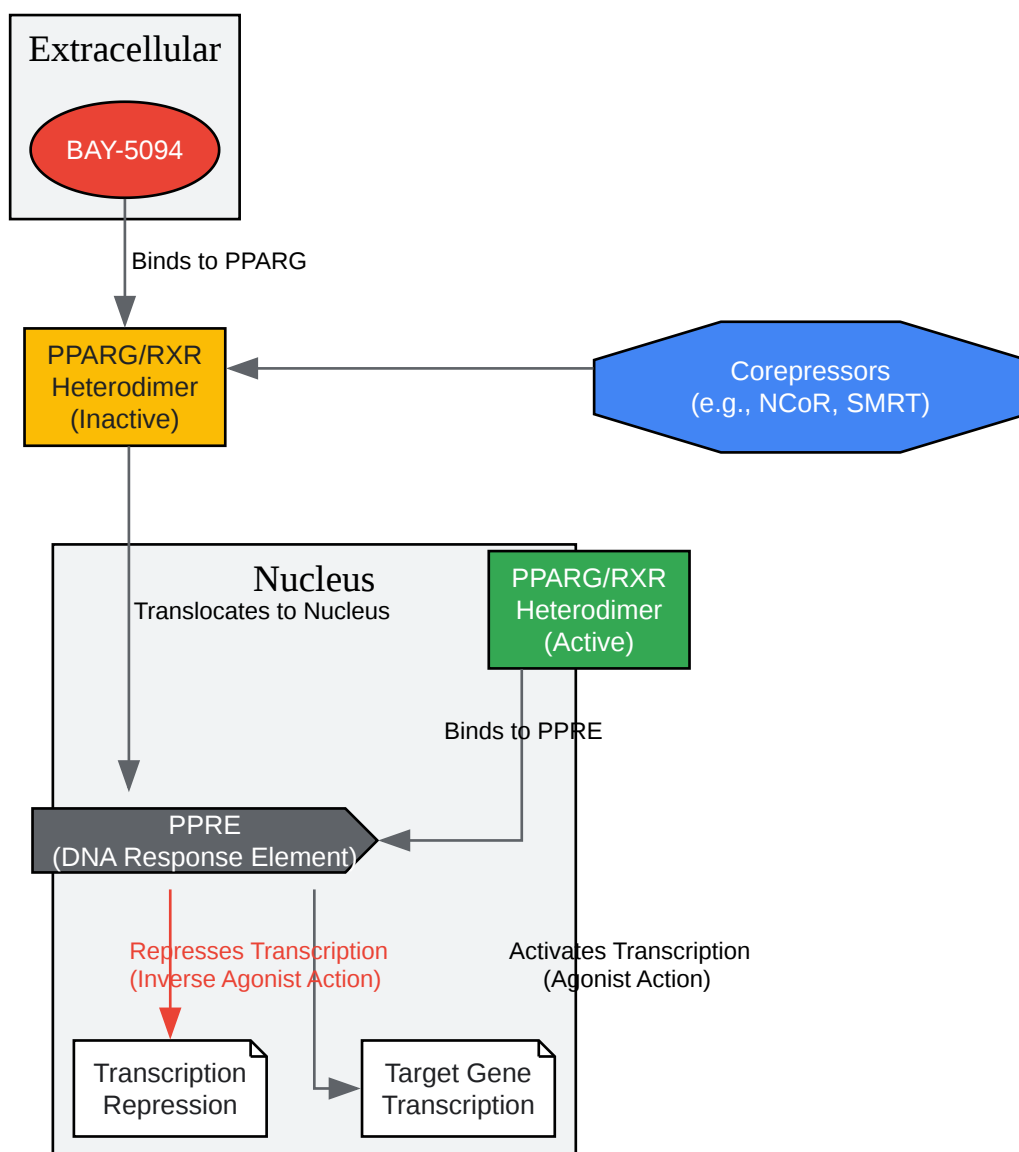 Extracellular
BAY-5094
Binds to PPARG
PPARG/RXR
Heterodimer
(Inactive)
Corepressors
(e.g., NCoR, SMRT)
Nucleus
Translocates to Nucleus
PPARG/RXR
Heterodimer
(Active)
Binds to PPRE
PPRE
(DNA Response Element)
Represses Transcription
(Inverse Agonist Action)
Activates Transcription
(Agonist Action)
Transcription
Repression
Target Gene
Transcription